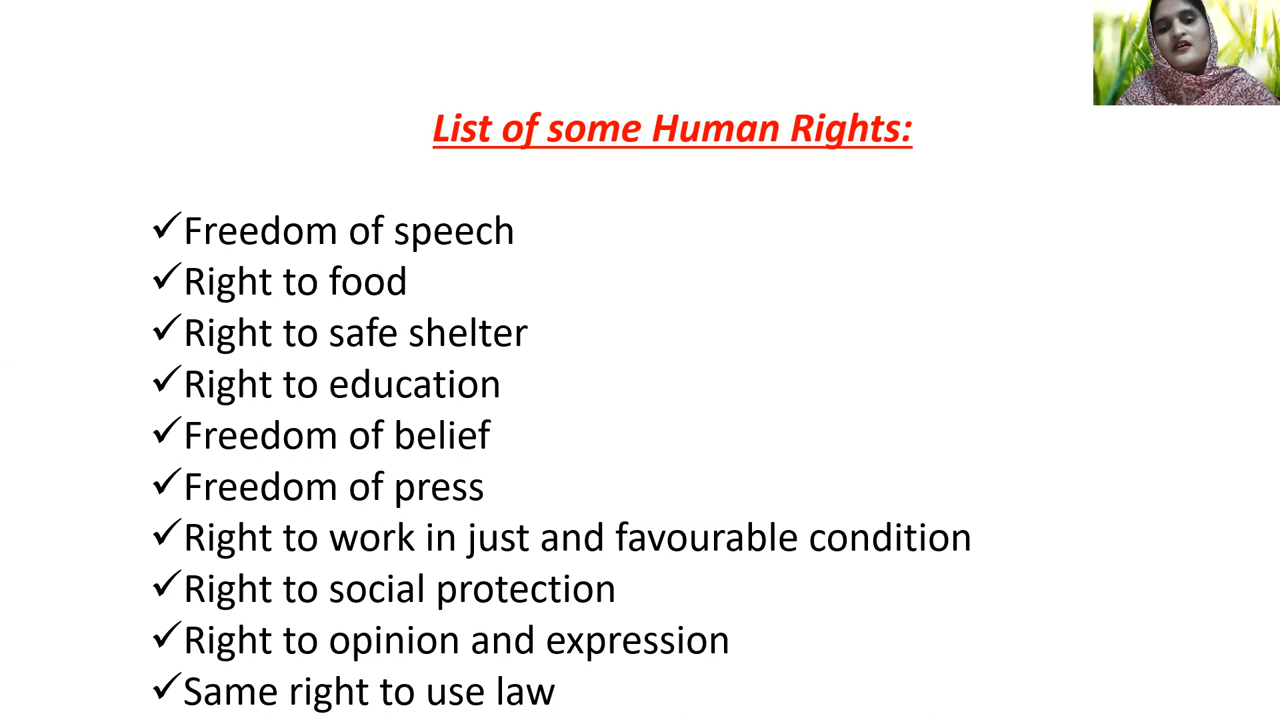 List of some Human Rights:
✓Freedom of speech
✓Right to food
✓Right to safe shelter
✓Right to education
✓Freedom of belief
✓Freedom of press
✓Right to work in just and favourable condition
✓Right to social protection
✓Right to opinion and expression
✓Same right to use law